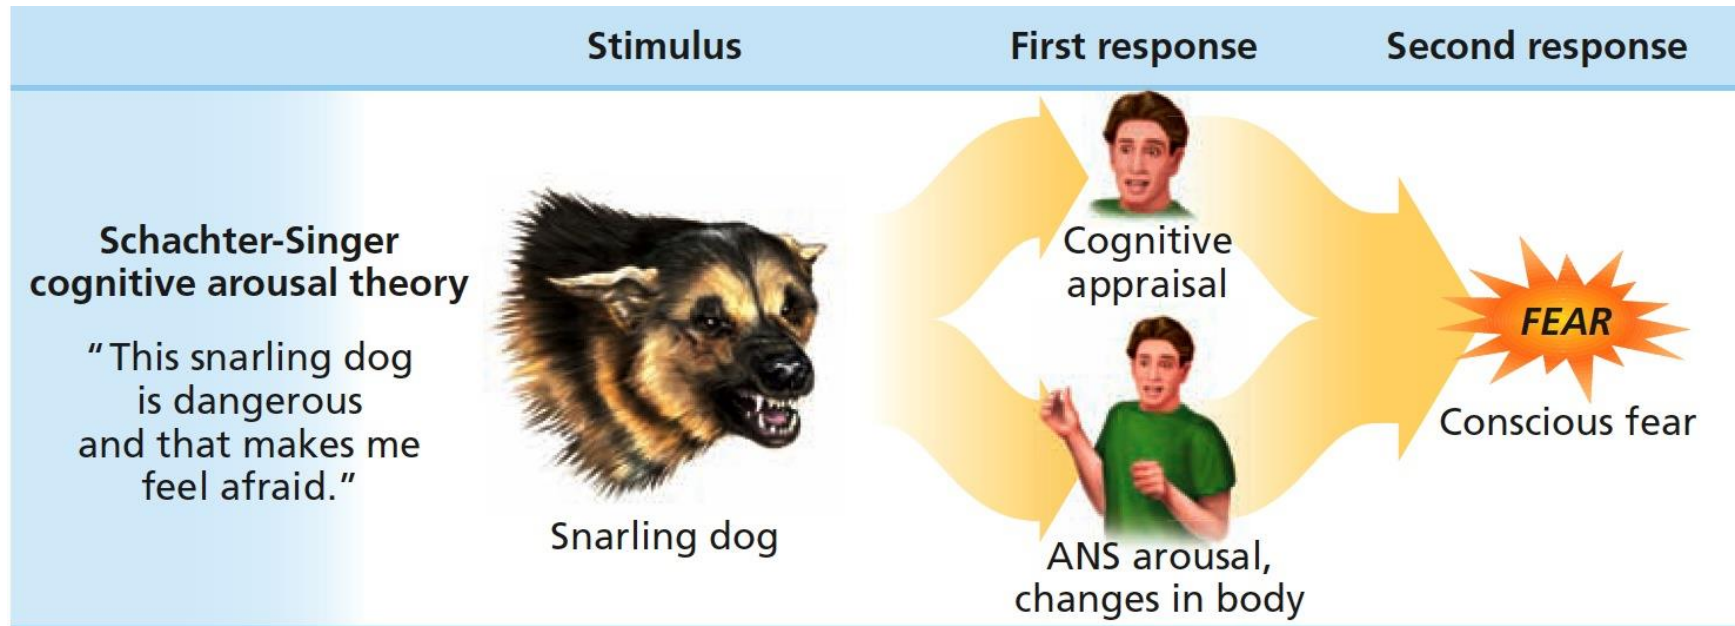 Stimulus
First response
Second response
Schachter-Singer
cognitive arousal theory
“This snarling dog
is dangerous
and that makes me
feel afraid.”
Snarling dog
Cognitive
appraisal
ANS arousal,
changes in body
FEAR
Conscious fear